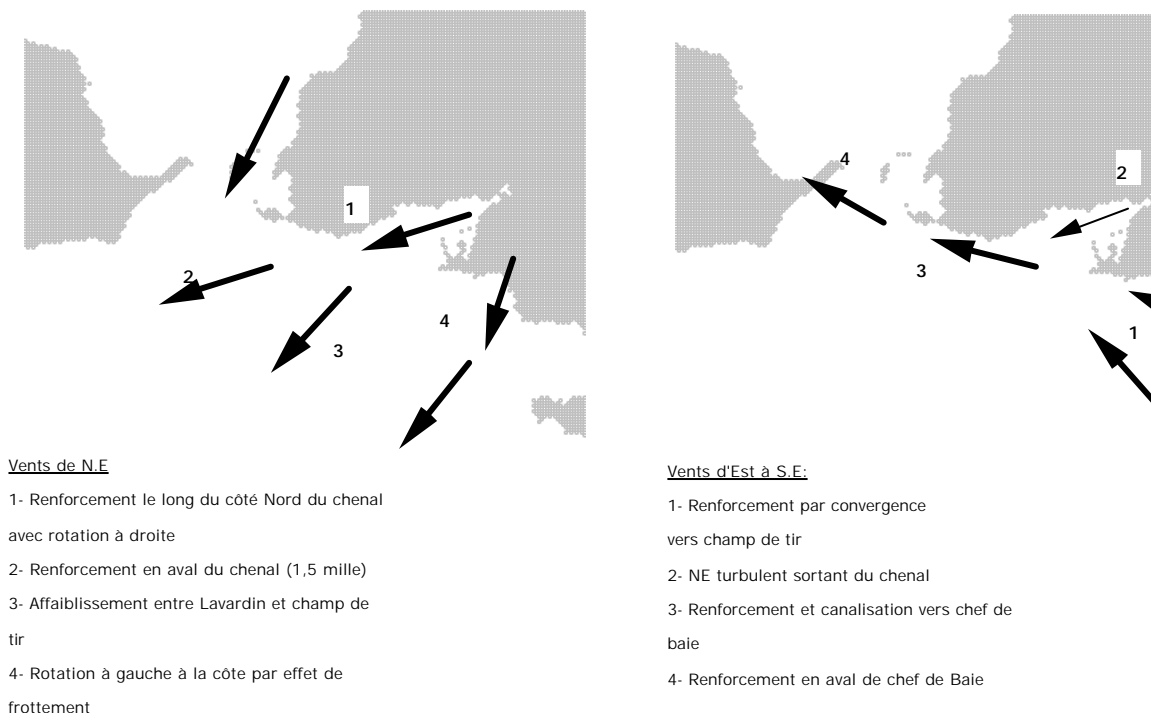 1
2
3
4
Vents de N.E
1- Renforcement le long du côté Nord du chenal
avec rotation à droite
2- Renforcement en aval du chenal (1,5 mille)
3- Affaiblissement entre Lavardin et champ de
tir
4- Rotation à gauche à la côte par effet de
frottement
4
2
3
1
Vents d'Est à S.E:
1- Renforcement par convergence
vers champ de tir
2- NE turbulent sortant du chenal
3- Renforcement et canalisation vers chef de
baie
4- Renforcement en aval de chef de Baie